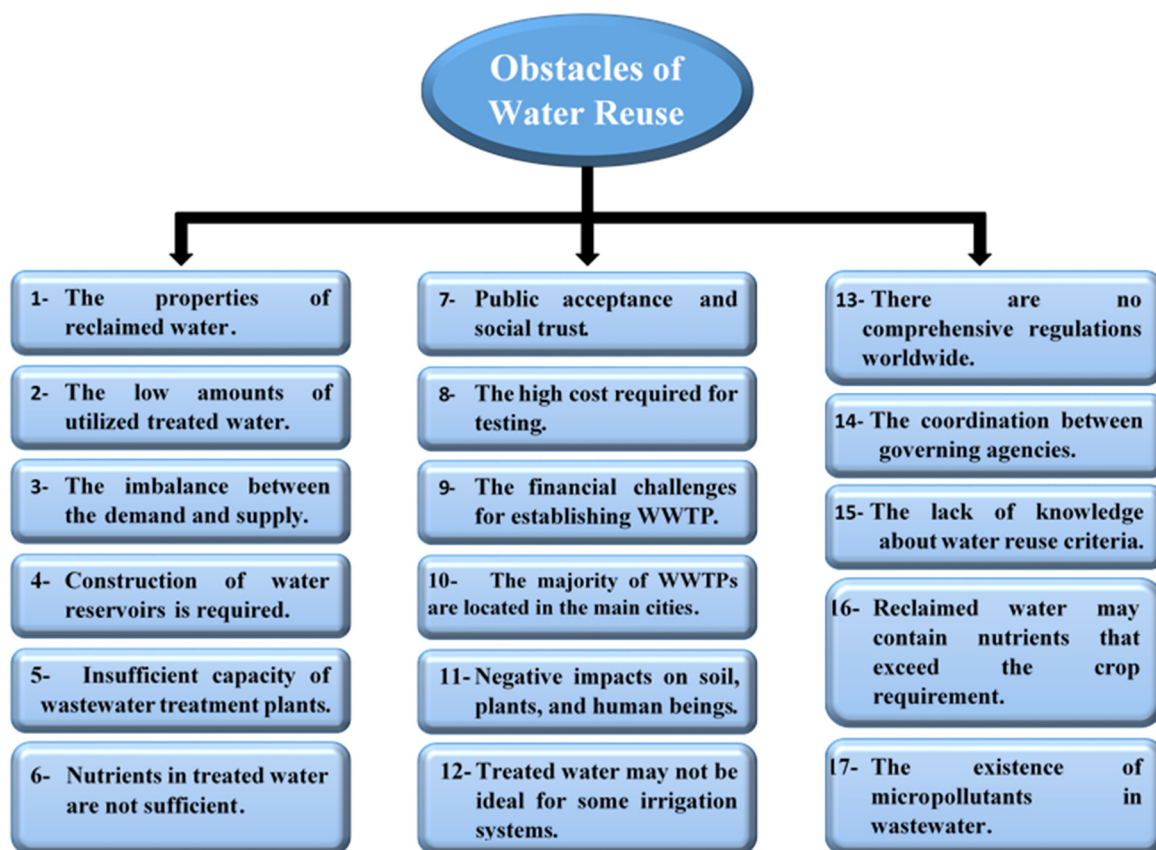 Obstacles of
Water Reuse
1- The properties of
reclaimed water.
2- The low amounts of
utilized treated water.
3- The imbalance between
the demand and supply.
4- Construction of water
reservoirs is required.
5- Insufficient capacity of
wastewater treatment plants.
6- Nutrients in treated water
are not sufficient.
7- Public acceptance and
social trust.
8- The high cost required for
testing.
9- The financial challenges
for establishing WWTP.
10- The majority of WWTPs
are located in the main cities.
11- Negative impacts on soil,
plants, and human beings.
12- Treated water may not be
ideal for some irrigation
systems.
13- There are no
comprehensive regulations
worldwide.
14- The coordination between
governing agencies.
15- The lack of knowledge
about water reuse criteria.
16- Reclaimed water may
contain nutrients that
exceed the crop
requirement.
17- The existence of
micropollutants in
wastewater.